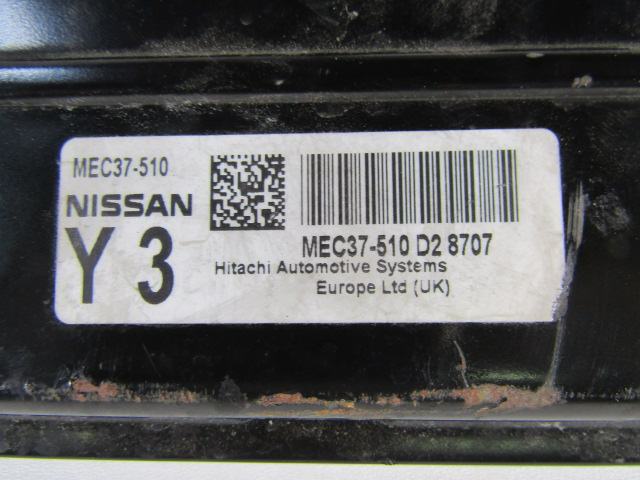 MEC37-510
NISSAN
Y 3
MEC37-510 D2 8707
Hitachi Automotive Systems
Europe Ltd (UK)